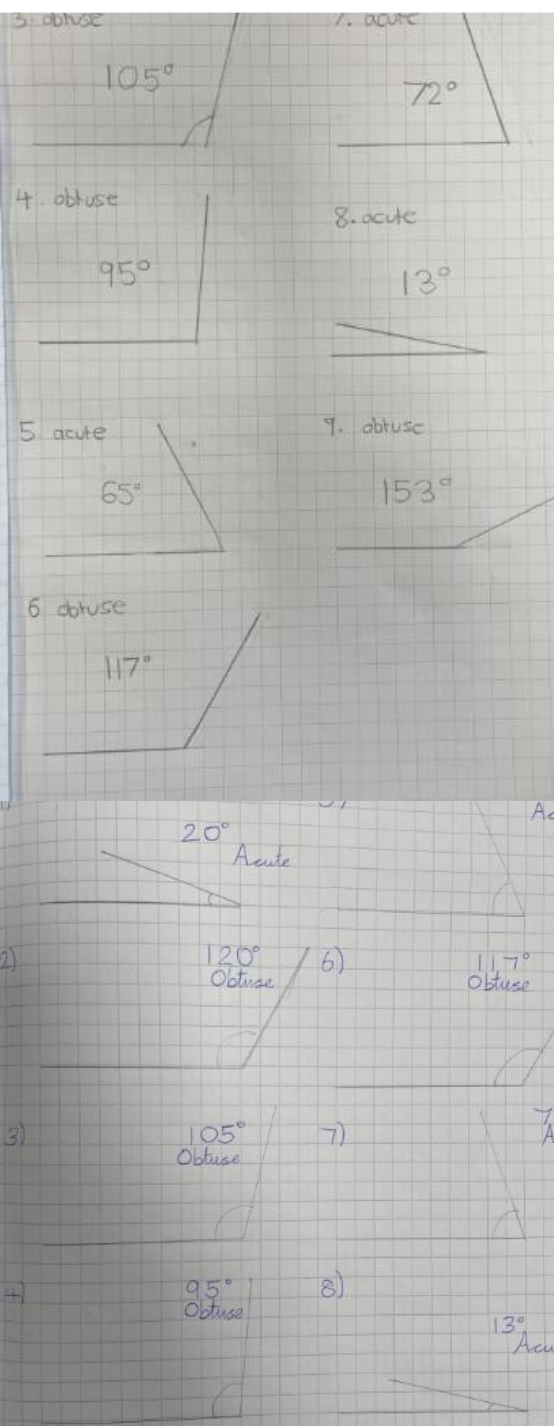 3. obtuse
105°
7. acute
72°
4. obtuse
95°
8. acute
13°
5 acute
65°
9. obtuse
153°
6 obtuse
117°
20°
Acute
2)
120°
Obtuse
6)
117°
Obtuse
3)
105°
Obtuse
7)
4)
95°
Obtuse
8)
13°